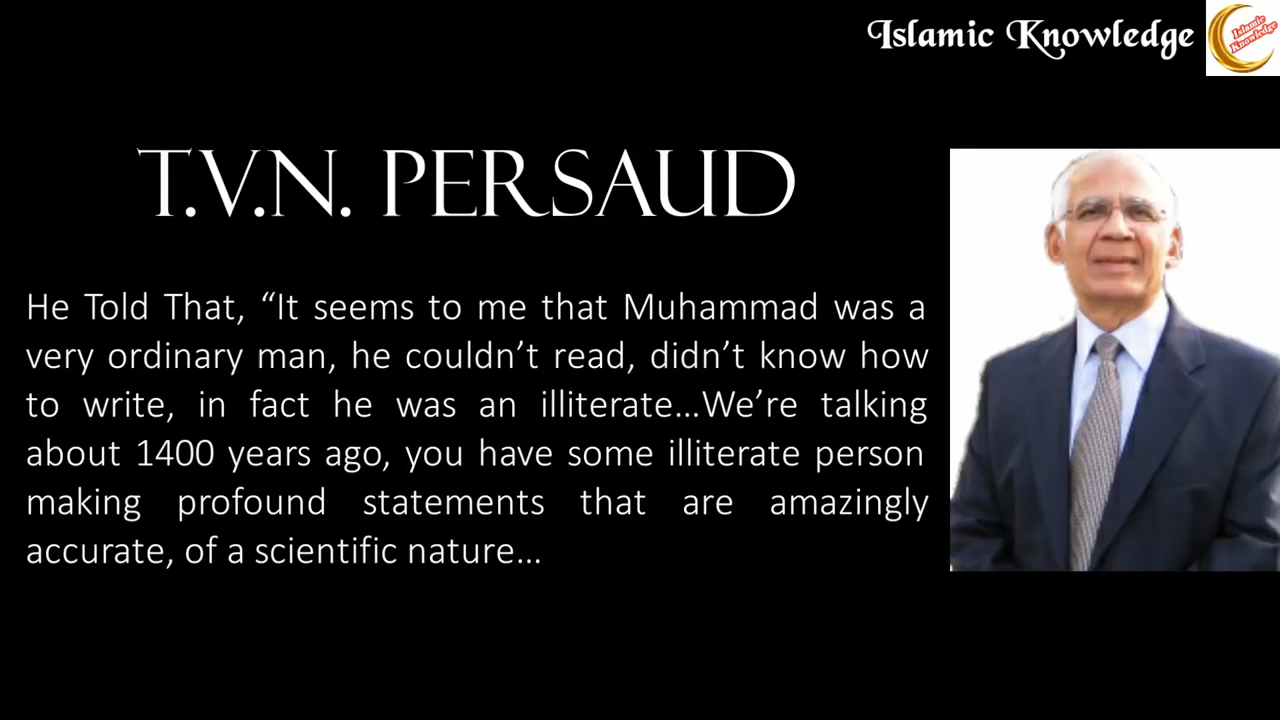 Islamic Knowledge
Islamic
Knowledge
T.V.N. PERSAUD
He Told That, “It seems to me that Muhammad was a
very ordinary man, he couldn’t read, didn’t know how
to write, in fact he was an illiterate...We’re talking
about 1400 years ago, you have some illiterate person
making profound statements that are amazingly
accurate, of a scientific nature...